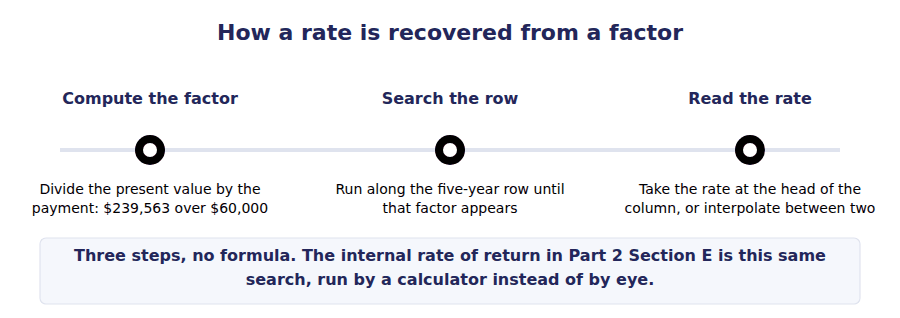 How a rate is recovered from a factor
Compute the factor
Search the row
Read the rate
Divide the present value by the
payment: $239,563 over $60,000
Run along the five-year row until
that factor appears
Take the rate at the head of the
column, or interpolate between two
Three steps, no formula. The internal rate of return in Part 2 Section E is this same
search, run by a calculator instead of by eye.